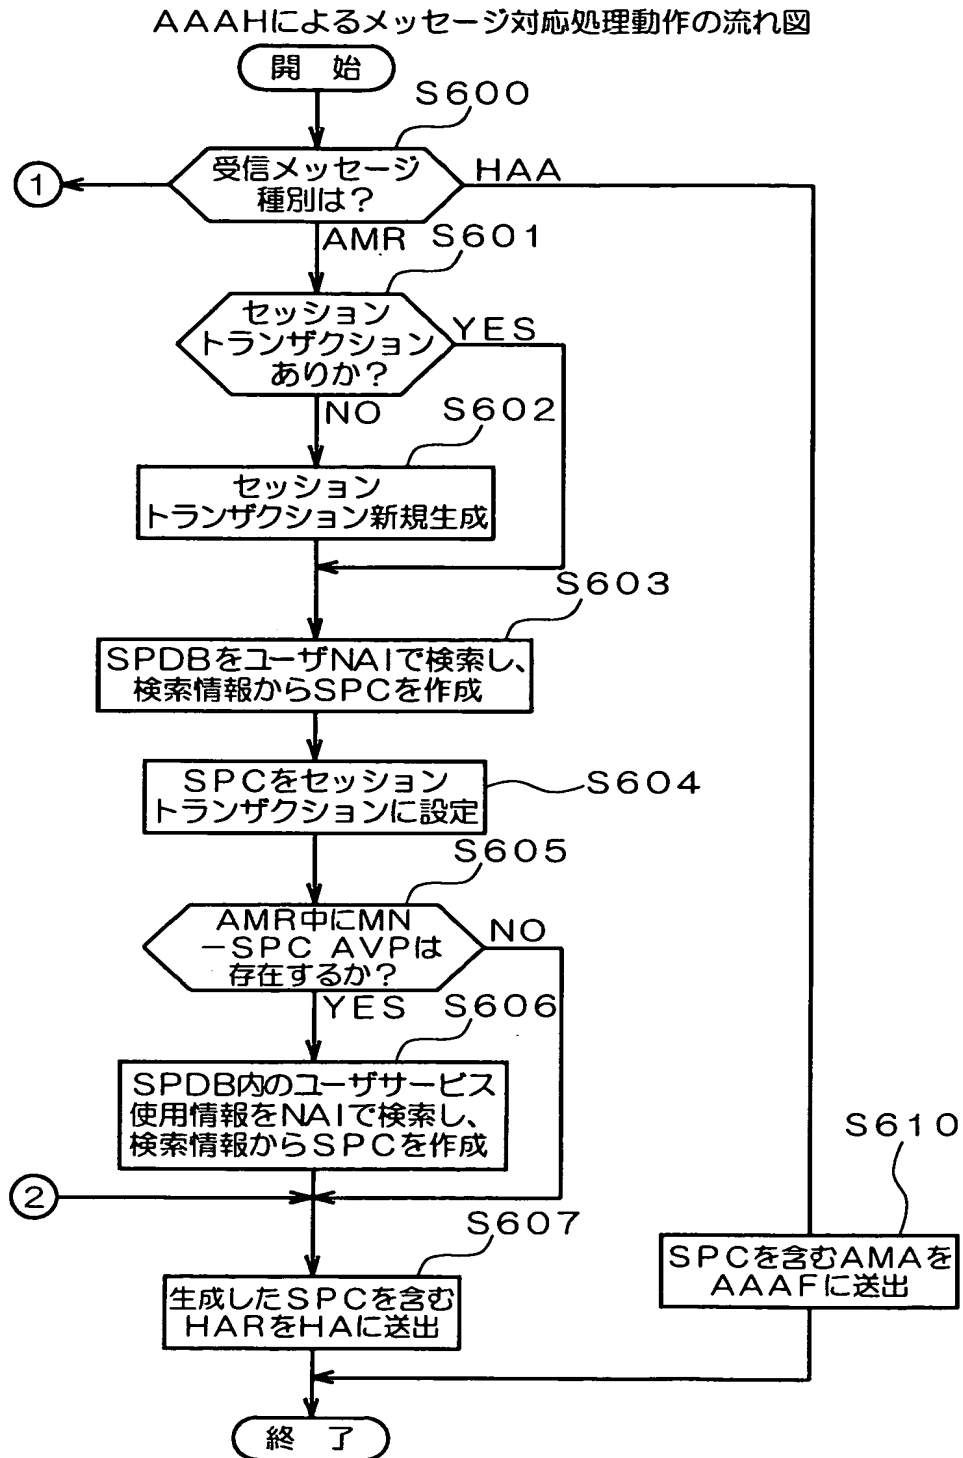 AAAHによるメッセージ対応処理動作の流れ図
開 始
S600
受信メッセージ
種別は？
HAA
①
AMR
S601
セッション
トランザクション
ありか？
YES
NO
S602
セッション
トランザクション新規生成
S603
SPDBをユーザNAIで検索し、
検索情報からSPCを作成
SPCをセッション
トランザクションに設定
S604
S605
AMR中にMN
－SPC AVPは
存在するか？
NO
YES
S606
SPDB内のユーザサービス
使用情報をNAIで検索し、
検索情報からSPCを作成
S610
②
S607
SPCを含むAMAを
AAAFに送出
生成したSPCを含む
HARをHAに送出
終 了